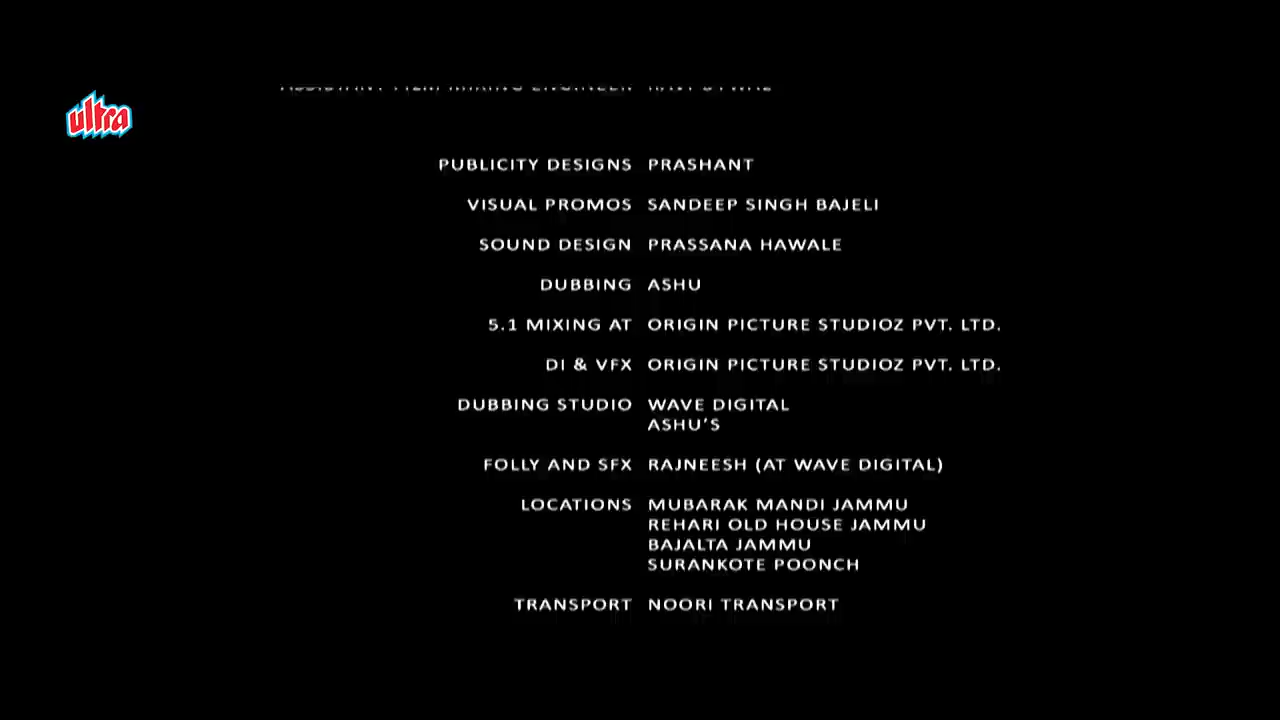 ultra
PUBLICITY DESIGNS PRASHANT
VISUAL PROMOS SANDEEP SINGH BAJELI
SOUND DESIGN PRASSANA HAWALE
DUBBING ASHU
5.1 MIXING AT ORIGIN PICTURE STUDIOZ PVT. LTD.
DI & VFX ORIGIN PICTURE STUDIOZ PVT. LTD.
DUBBING STUDIO WAVE DIGITAL
ASHU'S
FOLLY AND SFX RAJNEESH (AT WAVE DIGITAL)
LOCATIONS MUBARAK MANDI JAMMU
REHARI OLD HOUSE JAMMU
BAJALTA JAMMU
SURANKOTE POONCH
TRANSPORT NOORI TRANSPORT